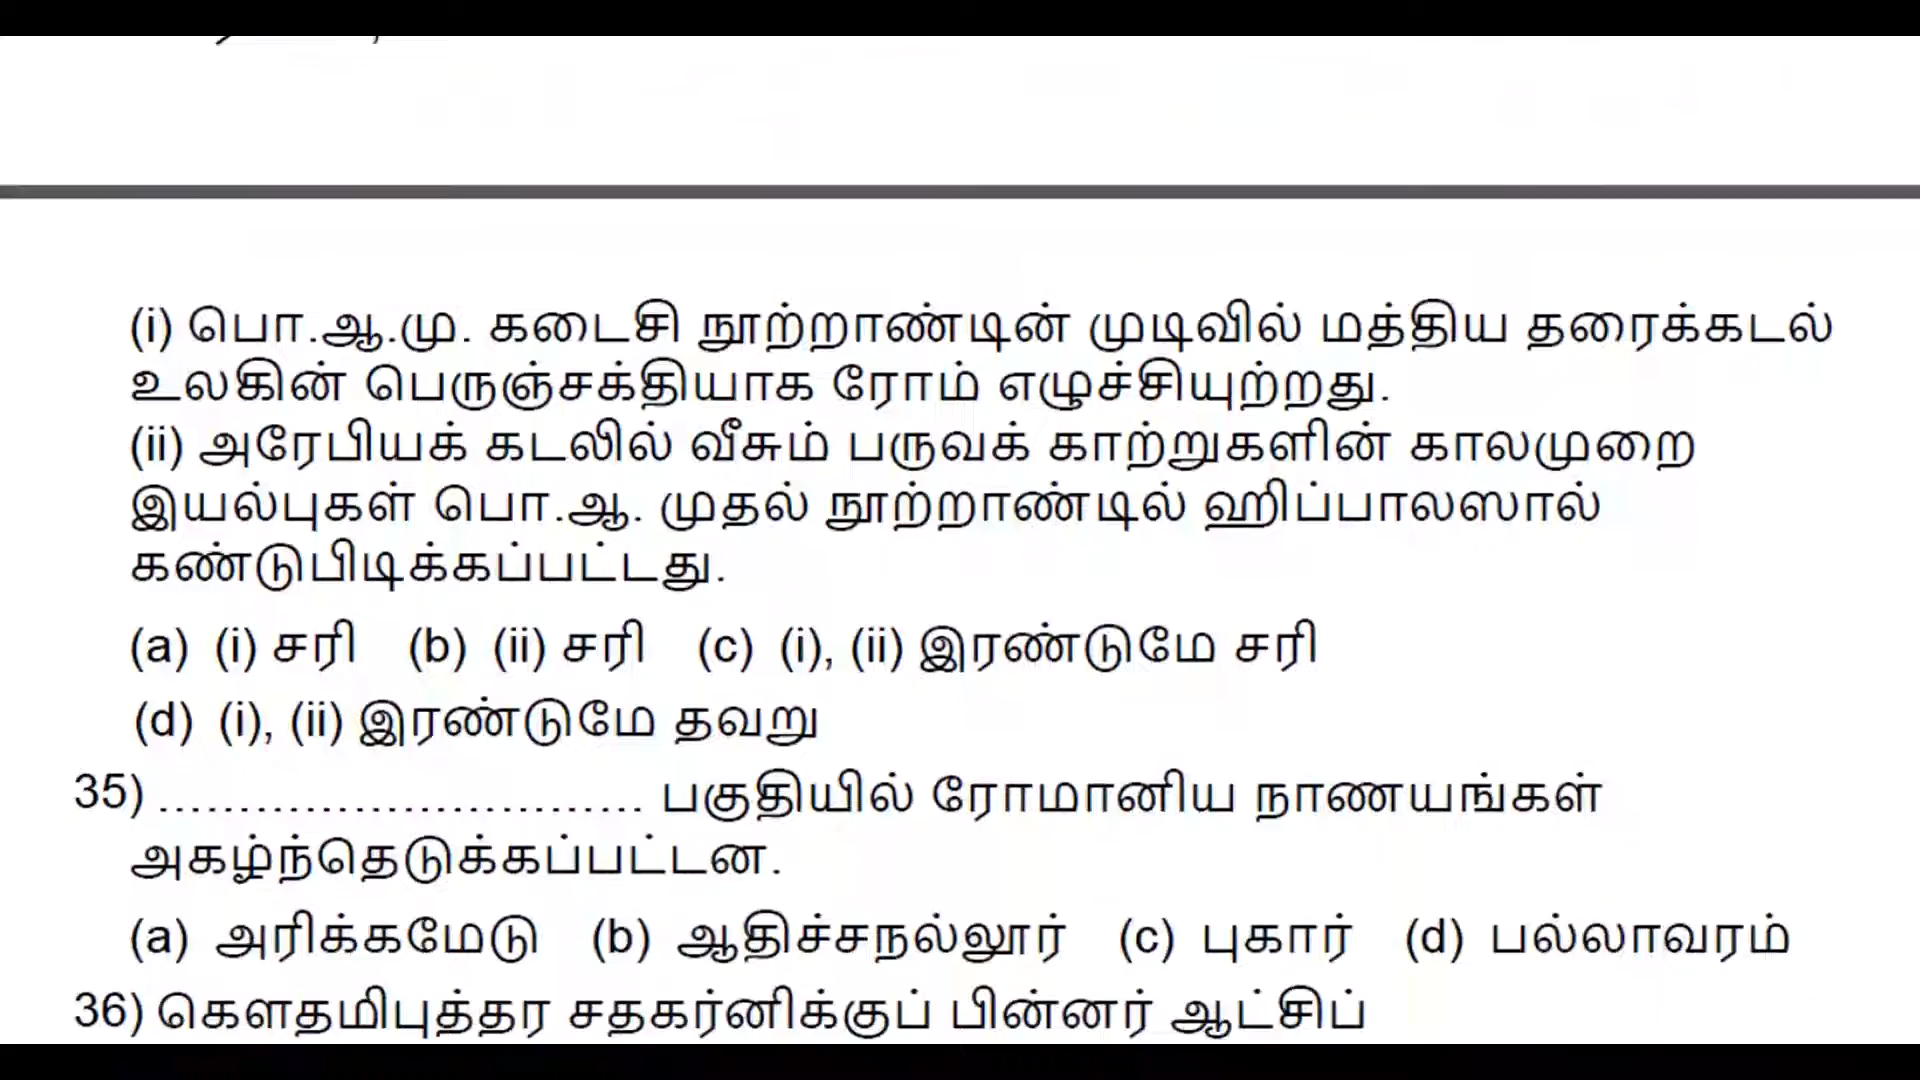 (i) பொ.ஆ.மு. கடைசி நூற்றாண்டின் முடிவில் மத்திய தரைக்கடல்
உலகின் பெருஞ்சக்தியாக ரோம் எழுச்சியுற்றது.
(ii) அரேபியக் கடலில் வீசும் பருவக் காற்றுகளின் காலமுறை
இயல்புகள் பொ.ஆ. முதல் நூற்றாண்டில் ஹிப்பாலஸால்
கண்டுபிடிக்கப்பட்டது.
(a) (i) சரி (b) (ii) சரி (c) (i), (ii) இரண்டுமே சரி
(d) (i), (ii) இரண்டுமே தவறு
35) .............................. பகுதியில் ரோமானிய நாணயங்கள்
அகழ்ந்தெடுக்கப்பட்டன.
(a) அரிக்கமேடு (b) ஆதிச்சநல்லூர் (c) புகார் (d) பல்லாவரம்
36) கௌதமிபுத்தர சதகர்னிக்குப் பின்னர் ஆட்சிப்